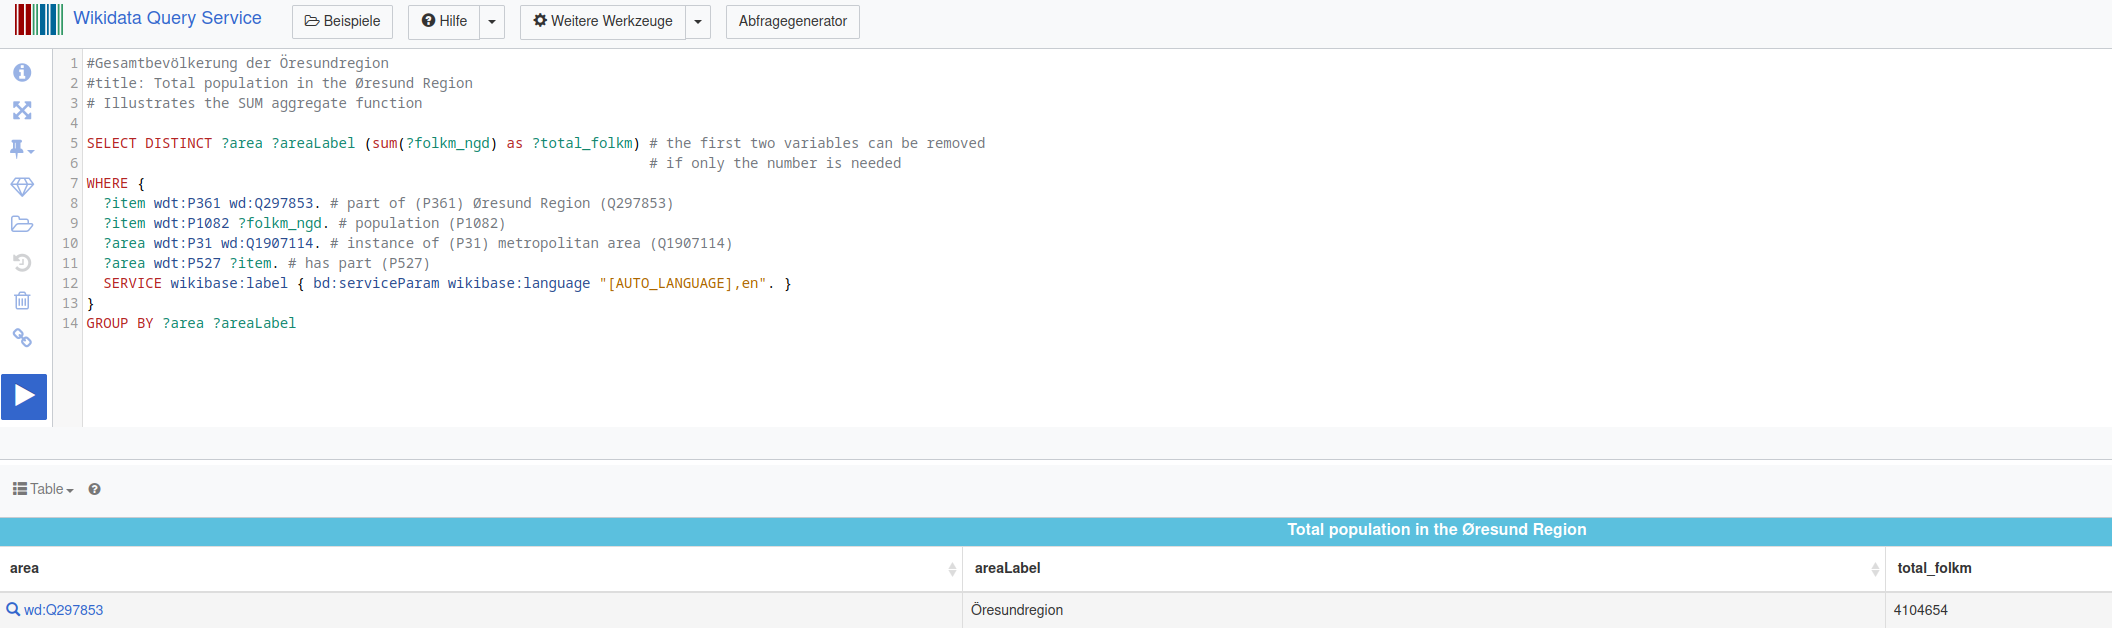 Wikidata Query Service Beispiele Hilfe Weitere Werkzeuge Abfragegenerator
1 #Gesamtbevölkerung der Öresundregion
2 #title: Total population in the Øresund Region
3 # Illustrates the SUM aggregate function
4
5 SELECT DISTINCT ?area ?areaLabel (sum(?folkm_ngd) as ?total_folkm) # the first two variables can be removed
6 # if only the number is needed
7 WHERE {
8 ?item wdt:P361 wd:Q297853. # part of (P361) Øresund Region (Q297853)
9 ?item wdt:P1082 ?folkm_ngd. # population (P1082)
10 ?area wdt:P31 wd:Q1907114. # instance of (P31) metropolitan area (Q1907114)
11 ?area wdt:P527 ?item. # has part (P527)
12 SERVICE wikibase:label { bd:serviceParam wikibase:language "[AUTO_LANGUAGE],en". }
13 }
14 GROUP BY ?area ?areaLabel
Table
Total population in the Øresund Region
area areaLabel total_folkm
wd:Q297853 Öresundregion 4104654